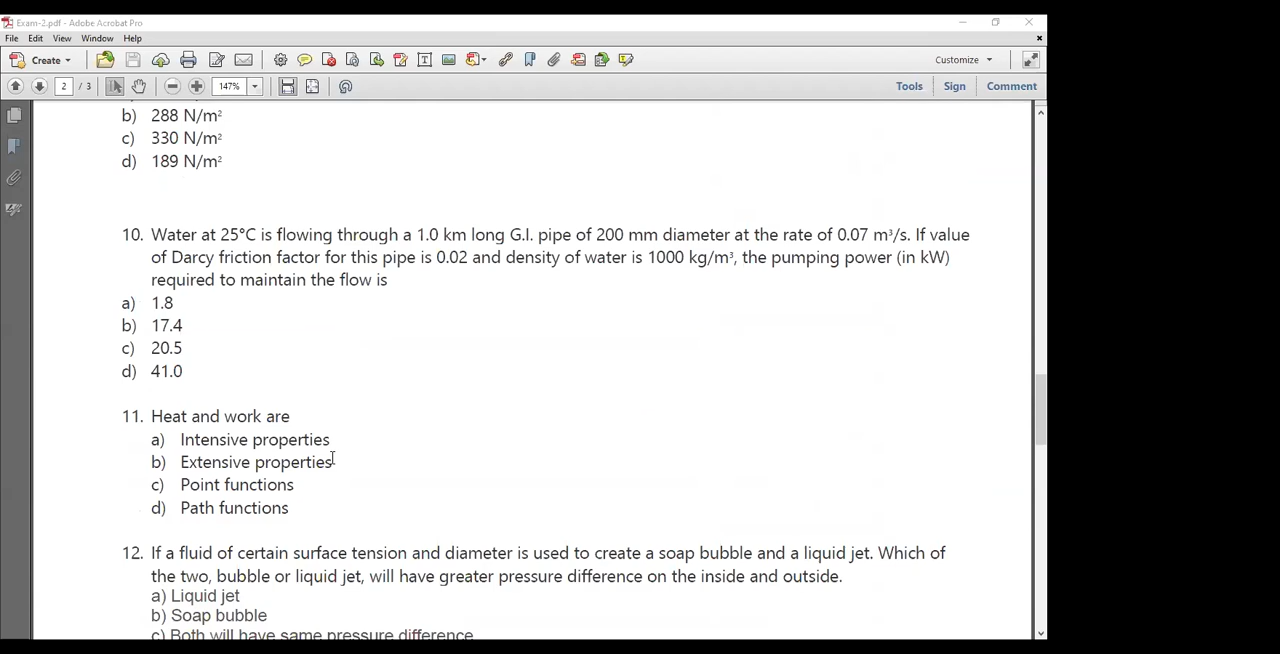 Exam-2.pdf - Adobe Acrobat Pro
File Edit View Window Help
Create Customize
2 / 3 147% Tools Sign Comment
b) 288 N/m²
c) 330 N/m²
d) 189 N/m²
10. Water at 25°C is flowing through a 1.0 km long G.I. pipe of 200 mm diameter at the rate of 0.07 m³/s. If value
of Darcy friction factor for this pipe is 0.02 and density of water is 1000 kg/m³, the pumping power (in kW)
required to maintain the flow is
a) 1.8
b) 17.4
c) 20.5
d) 41.0
11. Heat and work are
a) Intensive properties
b) Extensive properties
c) Point functions
d) Path functions
12. If a fluid of certain surface tension and diameter is used to create a soap bubble and a liquid jet. Which of
the two, bubble or liquid jet, will have greater pressure difference on the inside and outside.
a) Liquid jet
b) Soap bubble
c) Both will have same pressure difference